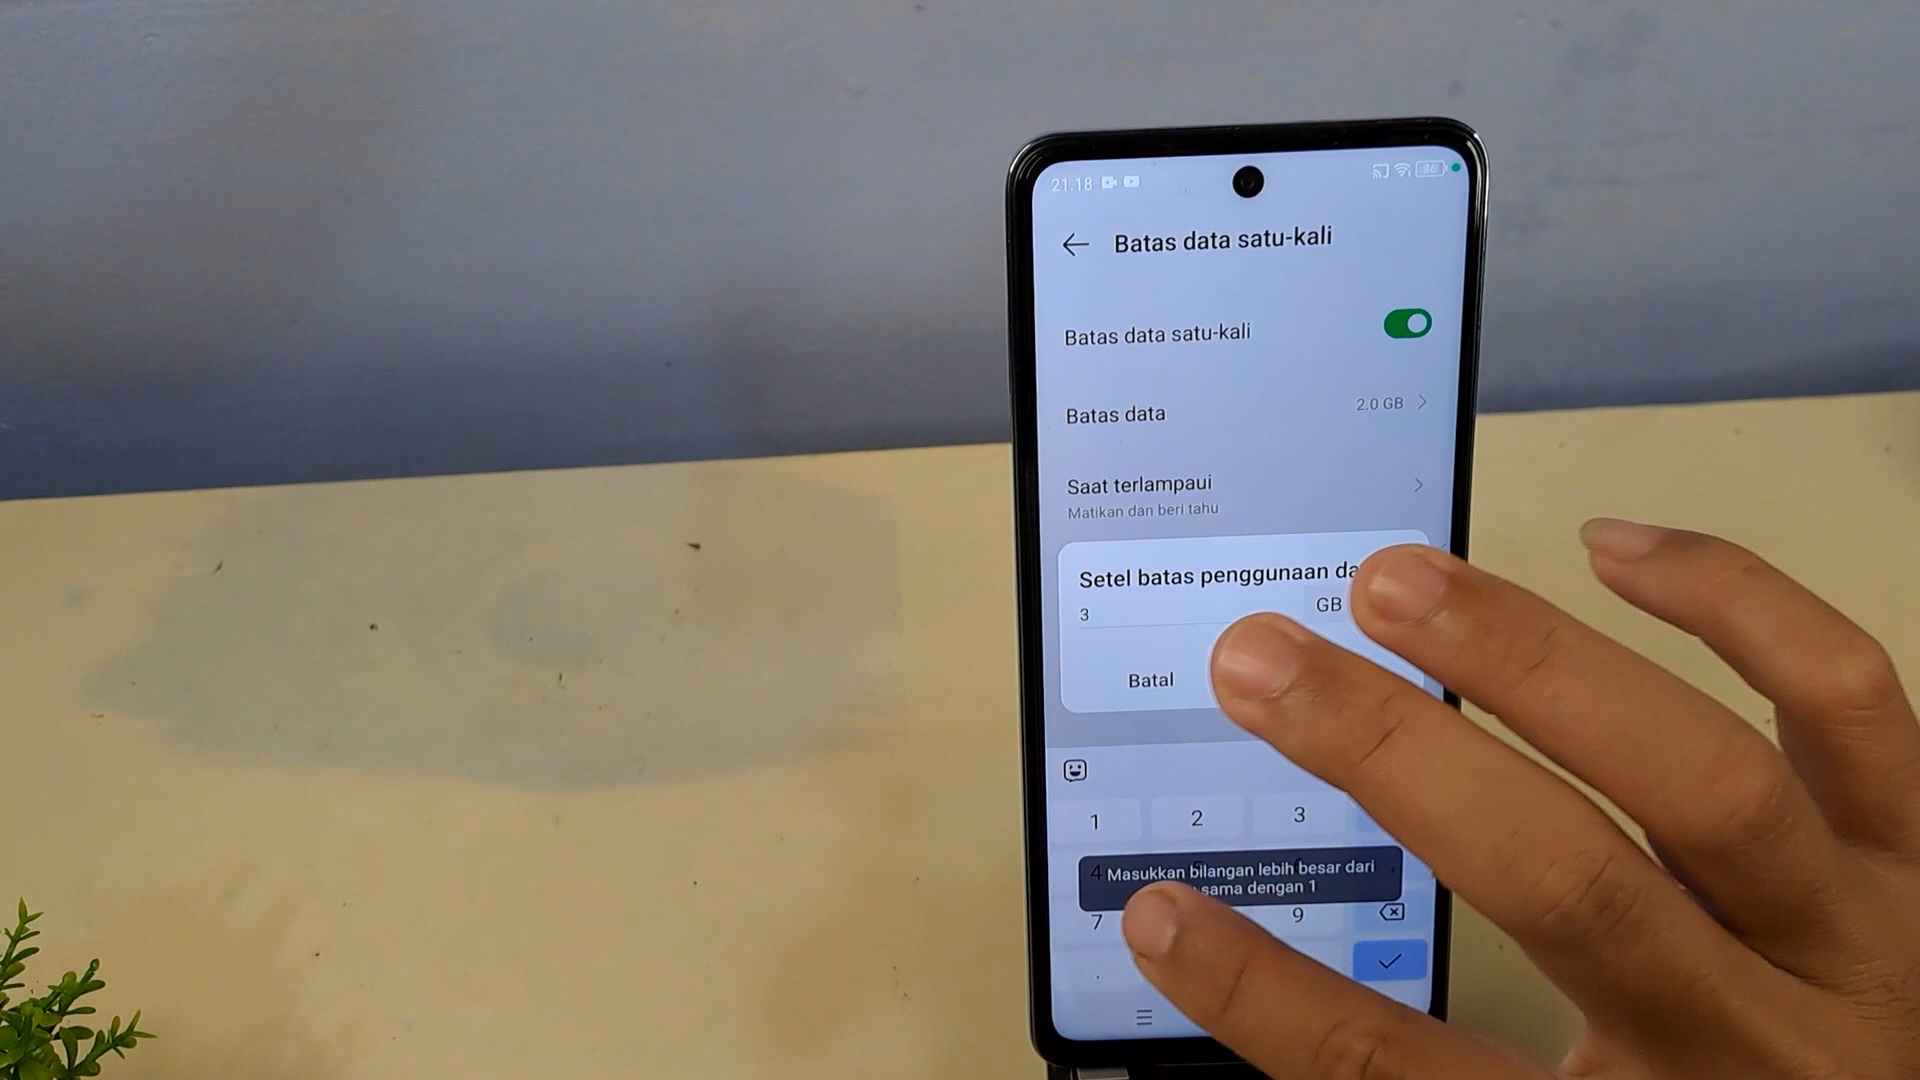 21.18 86
Batas data satu-kali
Batas data satu-kali
Batas data 2.0 GB
Saat terlampaui
Matikan dan beri tahu
Setel batas penggunaan
3 GB
Batal
1 2 3
4 Masukkan bilangan lebih besar dari
sama dengan 1
7 9